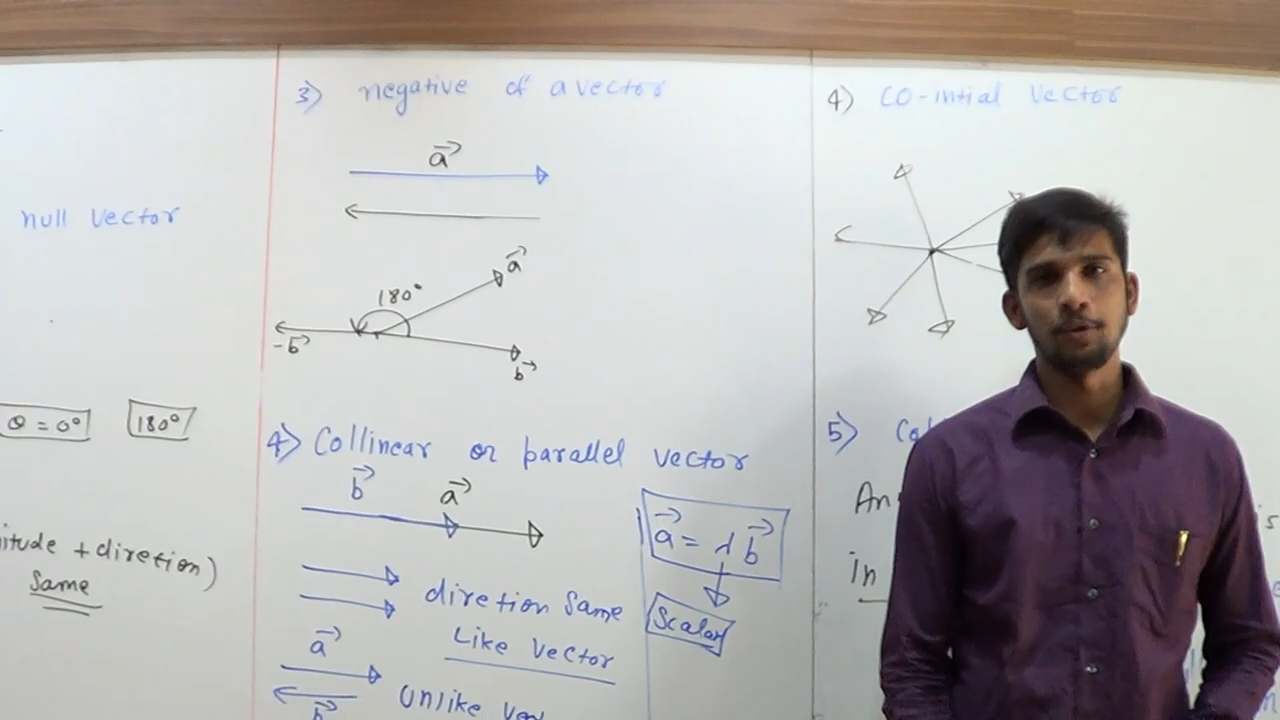 null vector
θ = 0° 180°
itude + diretion)
Same
3) negative of a vector
a
a
180°
-b
b
4) Collinear or parallel vector
b a
a = λ b
Scalar
diretion same
Like vector
a
b
unlike
4) co-intial vector
5)
An
in
is